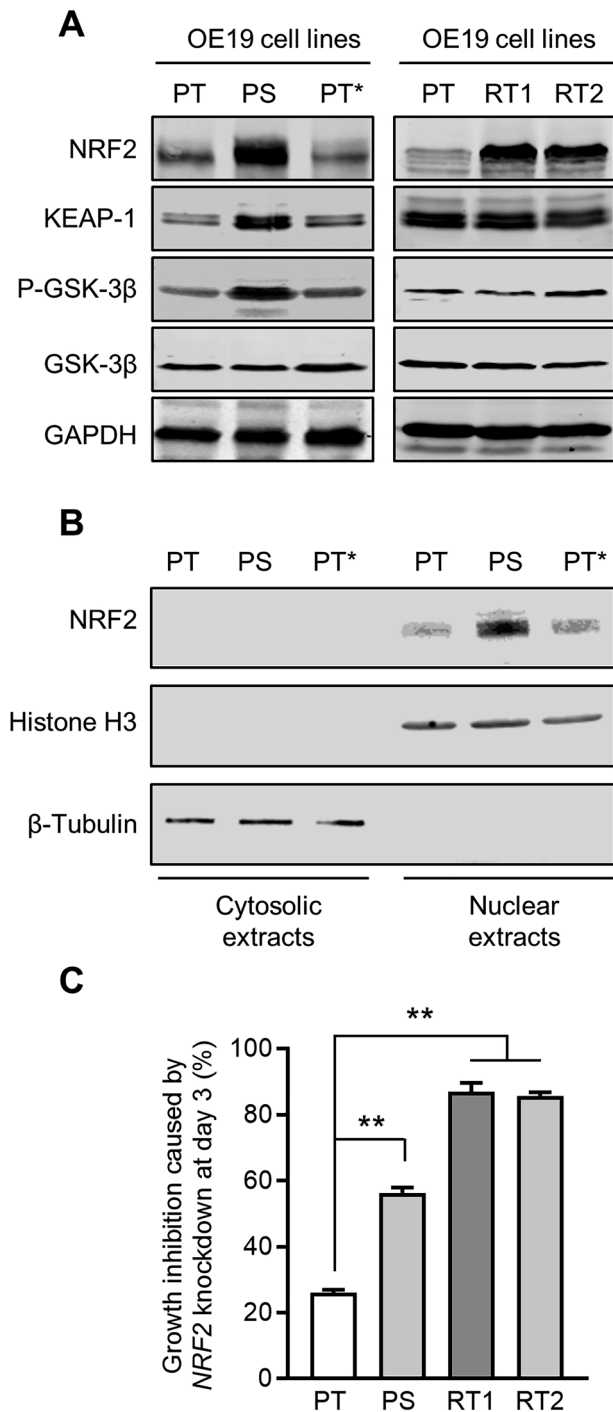 A
OE19 cell lines OE19 cell lines
PT PS PT* PT RT1 RT2
NRF2
KEAP-1
P-GSK-3β
GSK-3β
GAPDH
B
PT PS PT* PT PS PT*
NRF2
Histone H3
β-Tubulin
Cytosolic extracts
Nuclear extracts
C
Growth inhibition caused by
NRF2 knockdown at day 3 (%)
100
80
60
40
20
0
**
**
PT PS RT1 RT2